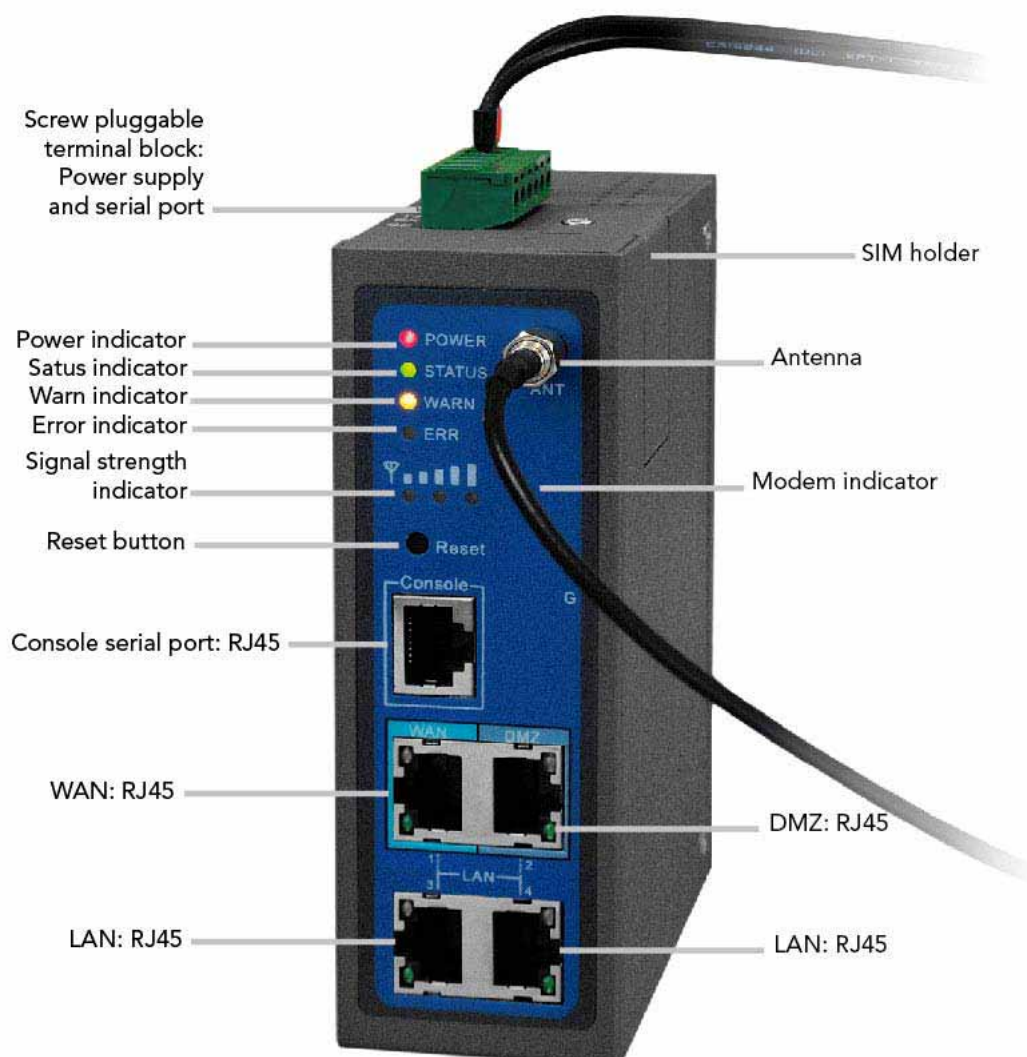 Screw pluggable
terminal block:
Power supply
and serial port
SIM holder
Power indicator
Satus indicator
Warn indicator
Error indicator
Signal strength
indicator
Reset button
Console serial port: RJ45
WAN: RJ45
LAN: RJ45
Antenna
Modem indicator
DMZ: RJ45
LAN: RJ45
POWER
STATUS
WARN
ERR
ANT
Reset
Console
G
WAN
DMZ
1
2
LAN
3
4